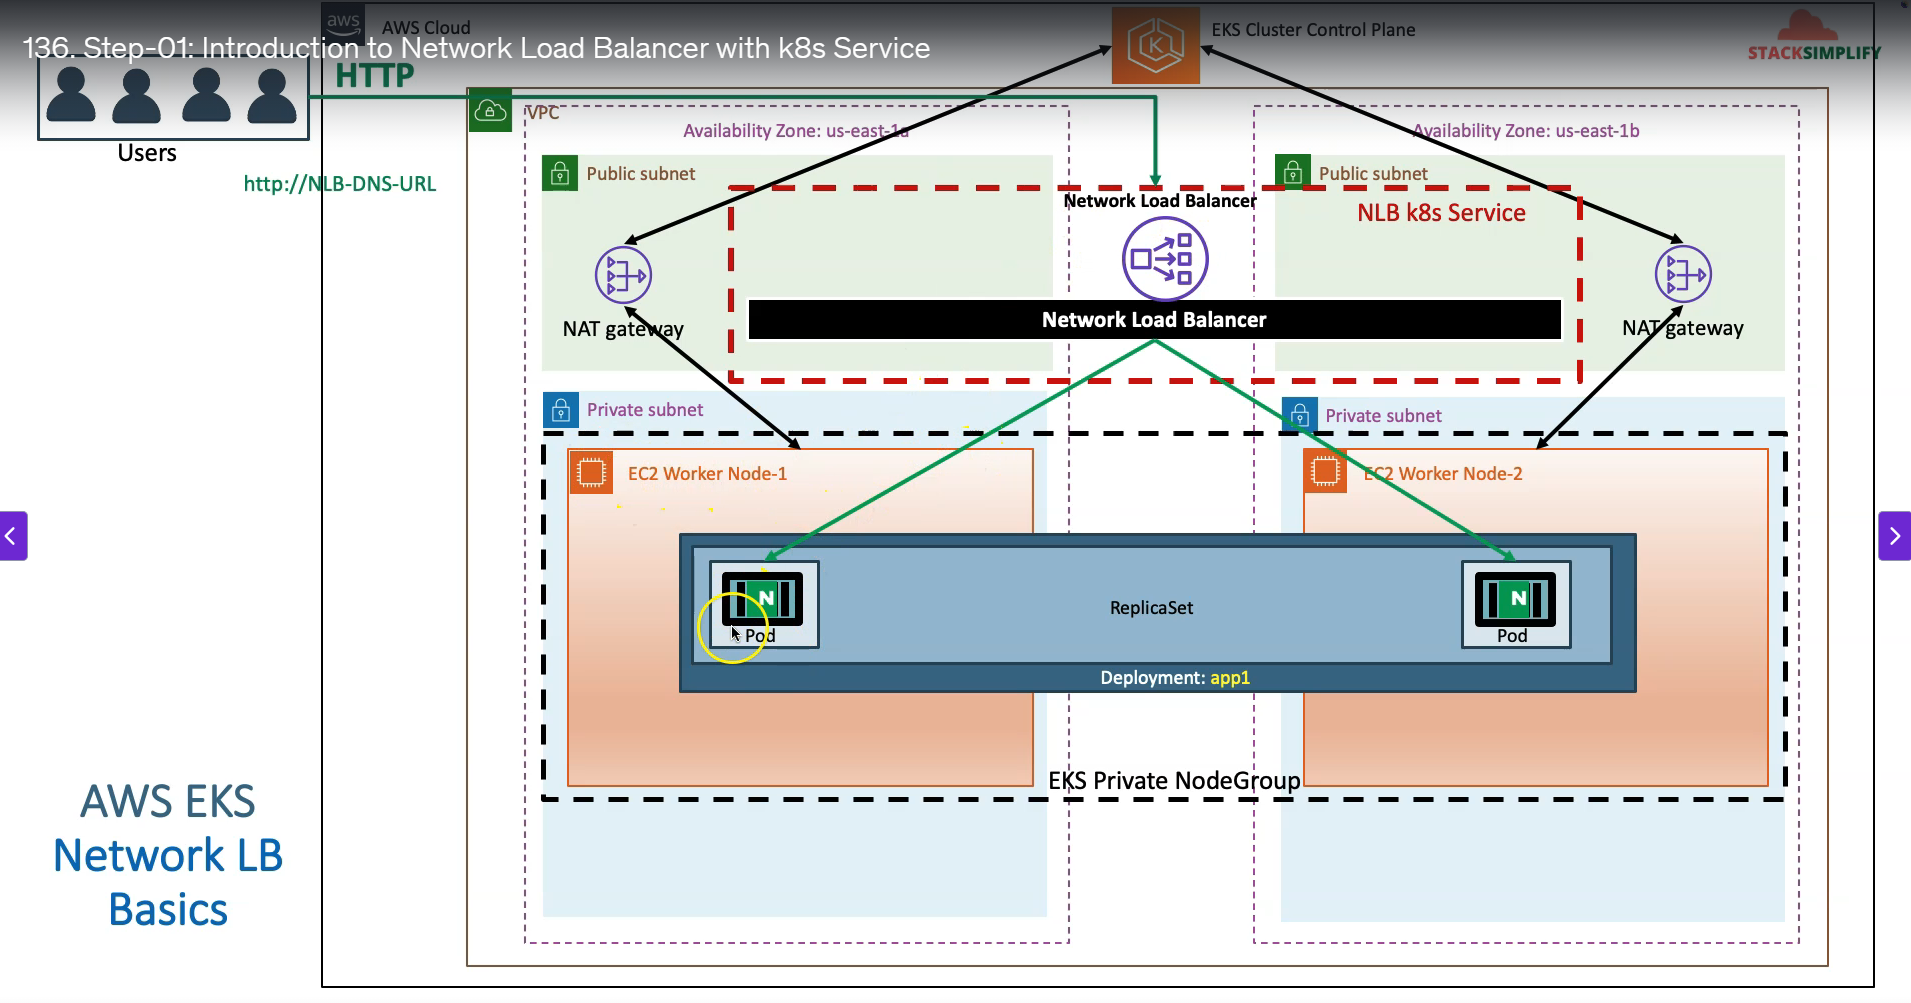 aws
AWS Cloud
EKS Cluster Control Plane
STACKSIMPLIFY
136. Step-01: Introduction to Network Load Balancer with k8s Service
HTTP
VPC
Users
http://NLB-DNS-URL
Availability Zone: us-east-1a
Availability Zone: us-east-1b
Public subnet
Public subnet
Network Load Balancer
NLB k8s Service
NAT gateway
Network Load Balancer
NAT gateway
Private subnet
Private subnet
EC2 Worker Node-1
EC2 Worker Node-2
N
N
Pod
ReplicaSet
Pod
Deployment: app1
EKS Private NodeGroup
AWS EKS
Network LB
Basics